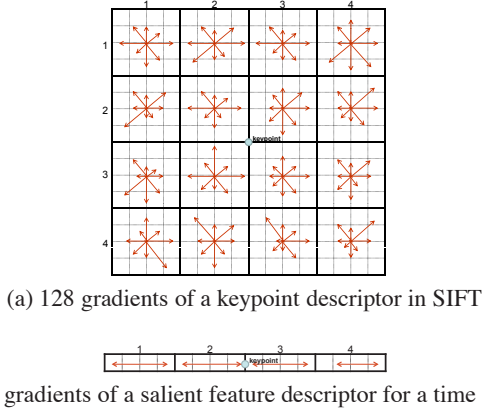 1 2 3 4
1
2
keypoint
3
4
(a) 128 gradients of a keypoint descriptor in SIFT
1 2 3 4
keypoint
gradients of a salient feature descriptor for a time